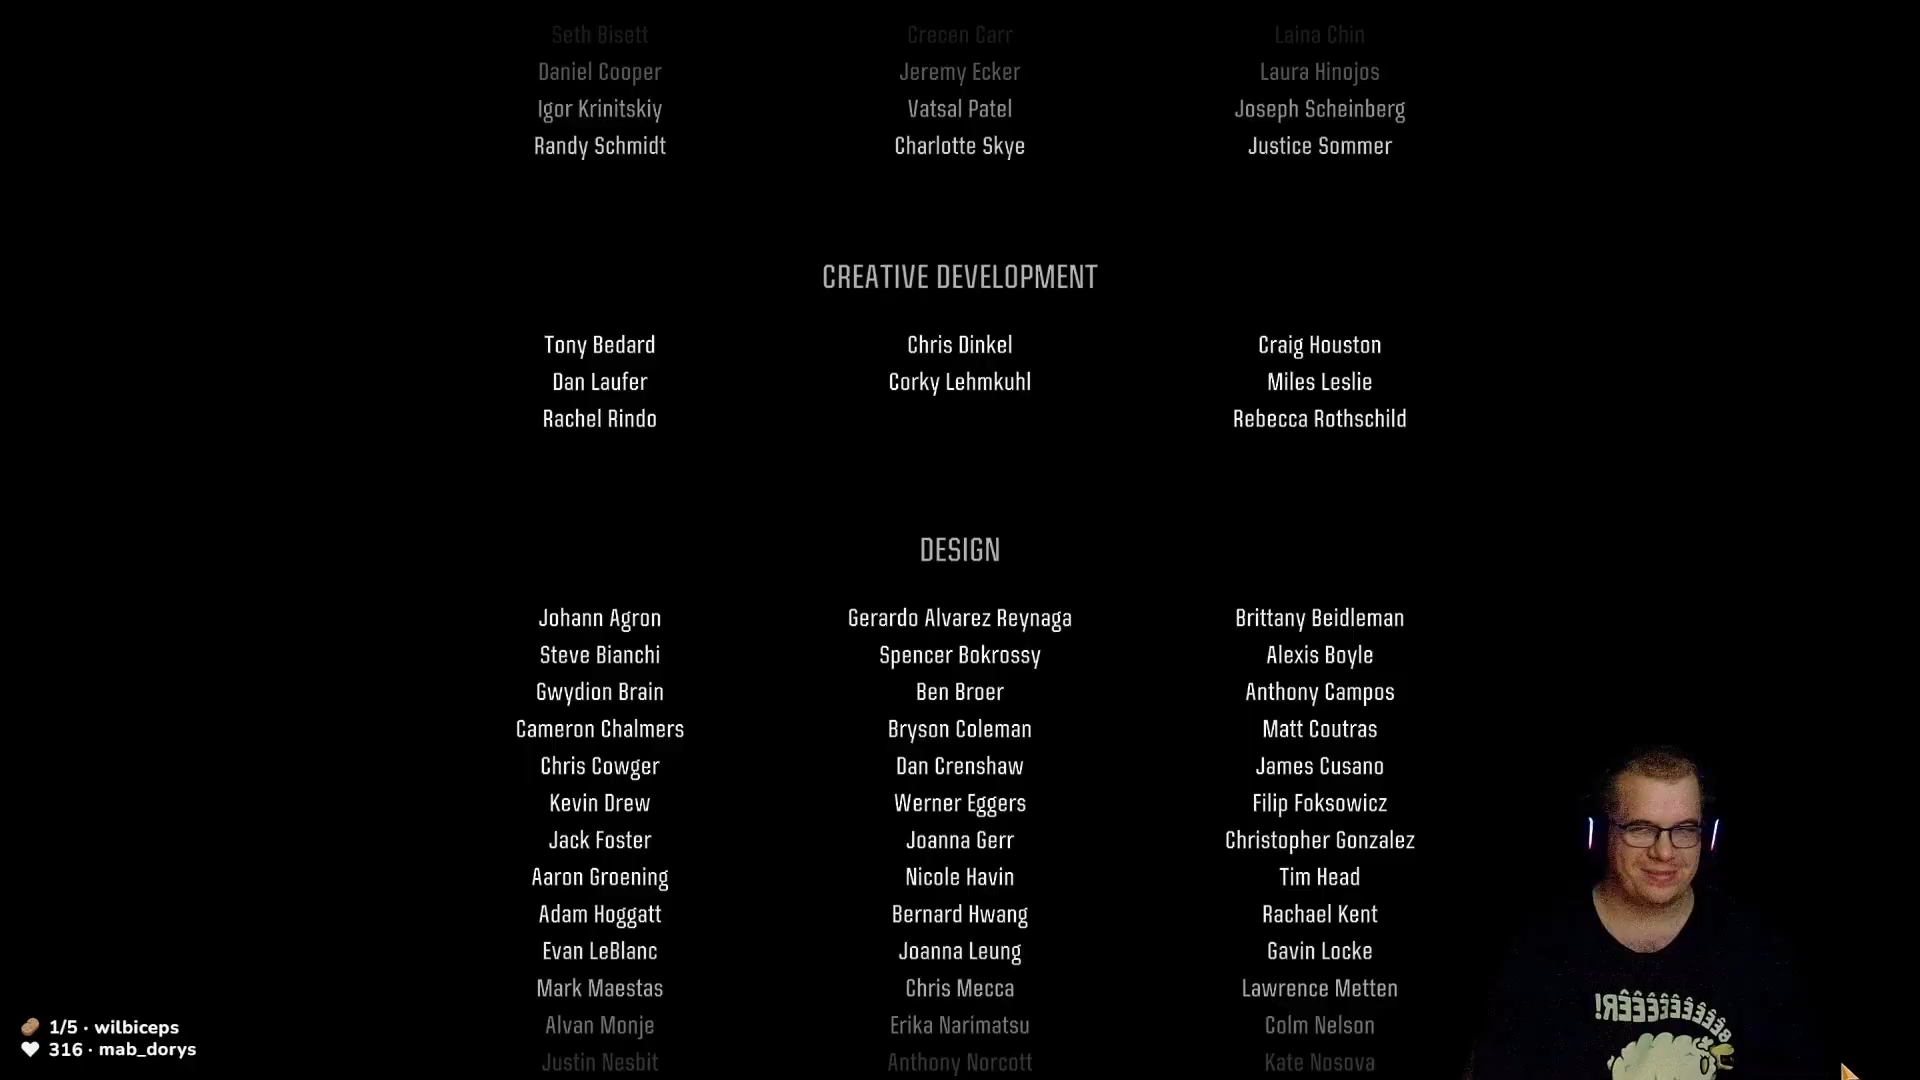 Seth Bisett Crecen Carr Laina Chin
Daniel Cooper Jeremy Ecker Laura Hinojos
Igor Krinitskiy Vatsal Patel Joseph Scheinberg
Randy Schmidt Charlotte Skye Justice Sommer
CREATIVE DEVELOPMENT
Tony Bedard Chris Dinkel Craig Houston
Dan Laufer Corky Lehmkuhl Miles Leslie
Rachel Rindo Rebecca Rothschild
DESIGN
Johann Agron Gerardo Alvarez Reynaga Brittany Beidleman
Steve Bianchi Spencer Bokrossy Alexis Boyle
Gwydion Brain Ben Broer Anthony Campos
Cameron Chalmers Bryson Coleman Matt Coutras
Chris Cowger Dan Crenshaw James Cusano
Kevin Drew Werner Eggers Filip Foksowicz
Jack Foster Joanna Gerr Christopher Gonzalez
Aaron Groening Nicole Havin Tim Head
Adam Hoggatt Bernard Hwang Rachael Kent
Evan LeBlanc Joanna Leung Gavin Locke
Mark Maestas Chris Mecca Lawrence Metten
Alvan Monje Erika Narimatsu Colm Nelson
Justin Nesbit Anthony Norcott Kate Nosova
1/5 · wilbiceps
316 · mab_dorys